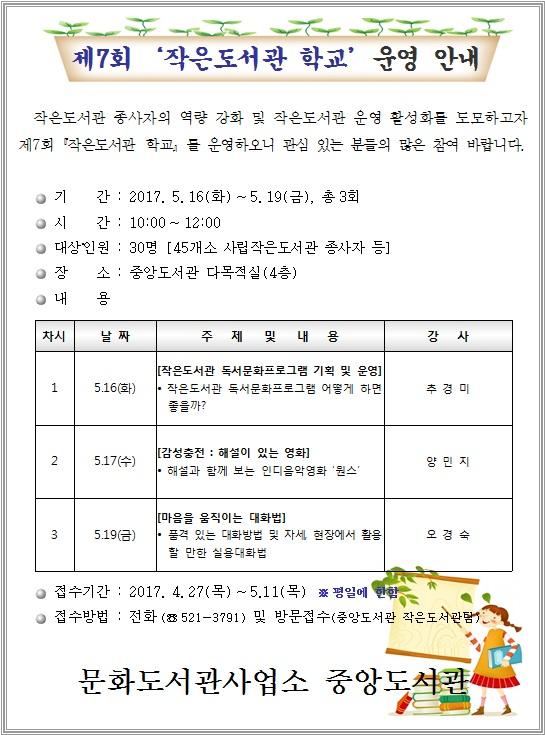 제7회 ‘작은도서관 학교’ 운영 안내
작은도서관 종사자의 역량 강화 및 작은도서관 운영 활성화를 도모하고자
제7회 『작은도서관 학교』를 운영하오니 관심 있는 분들의 많은 참여 바랍니다.
기 간 : 2017. 5. 16(화) ~ 5. 19(금), 총 3회
시 간 : 10:00 ~ 12:00
대상·인원 : 30명 [45개소 사립작은도서관 종사자 등]
장 소 : 중앙도서관 다목적실(4층)
내 용
차시 날 짜 주 제 및 내 용 강 사
1 5.16(화) [작은도서관 독서문화프로그램 기획 및 운영]
• 작은도서관 독서문화프로그램 어떻게 하면
좋을까?
추 경 미
2 5.17(수) [감성충전 : 해설이 있는 영화]
• 해설과 함께 보는 인디음악영화 ‘원스’
양 민 지
3 5.19(금) [마음을 움직이는 대화법]
• 품격 있는 대화방법 및 자세, 현장에서 활용
할 만한 실용대화법
오 경 숙
접수기간 : 2017. 4.27(목) ~ 5.11(목) ※ 평일에 한함
접수방법 : 전화(☎521-3791) 및 방문접수(중앙도서관 작은도서관팀)
문화도서관사업소 중앙도서관